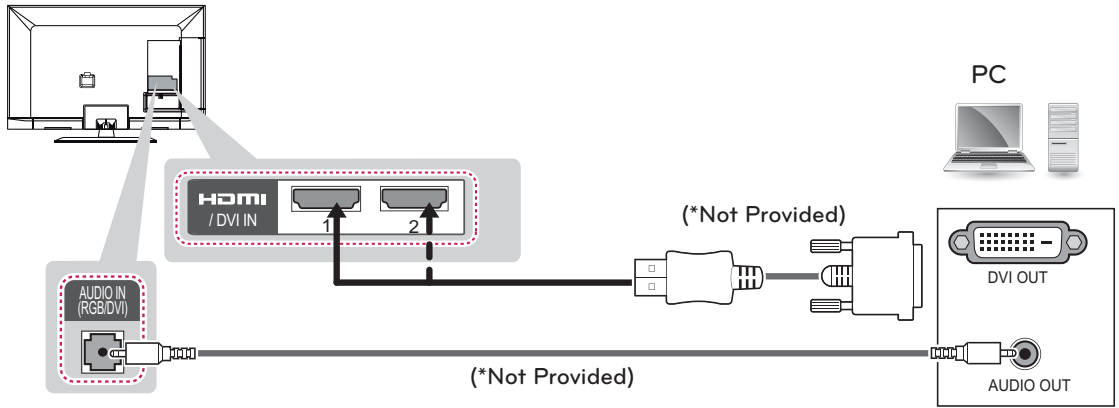 PC
HDMI
/ DVI IN
1
2
(*Not Provided)
DVI OUT
AUDIO IN
(RGB/DVI)
(*Not Provided)
AUDIO OUT